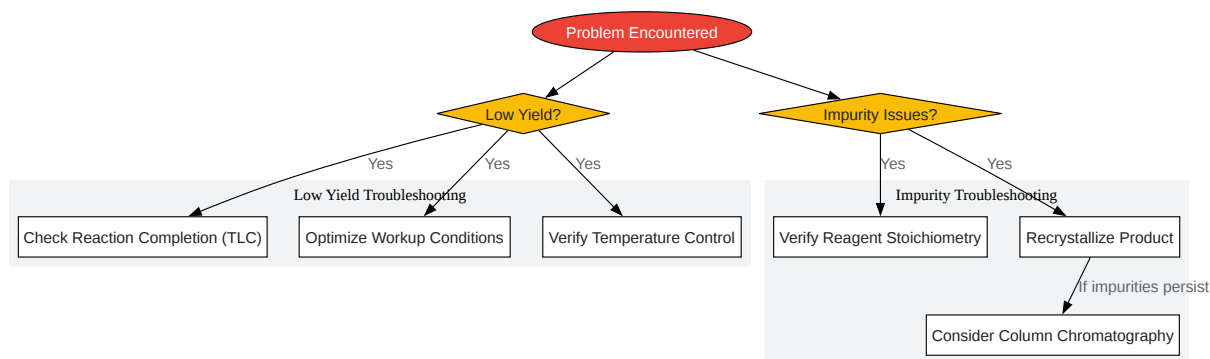 Problem Encountered
Low Yield?
Impurity Issues?
Yes
Yes
Yes
Yes
Yes
Low Yield Troubleshooting
Impurity Troubleshooting
Check Reaction Completion (TLC)
Optimize Workup Conditions
Verify Temperature Control
Verify Reagent Stoichiometry
Recrystallize Product
If impurities persist
Consider Column Chromatography